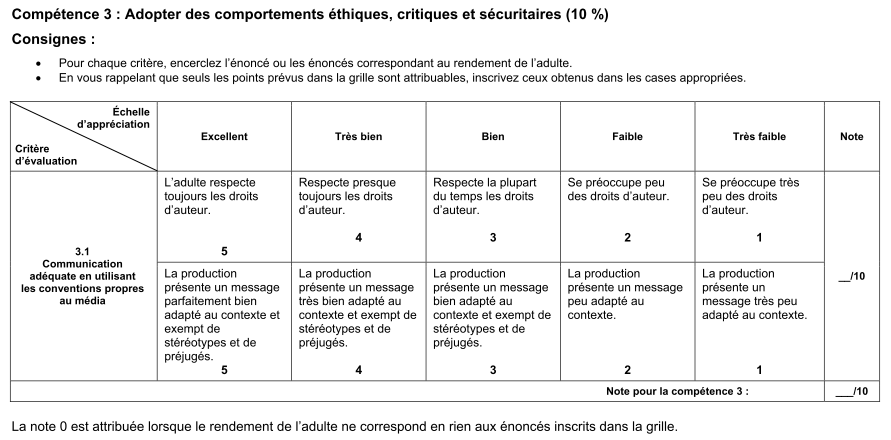 Compétence 3 : Adopter des comportements éthiques, critiques et sécuritaires (10 %)
Consignes :
• Pour chaque critère, encerclez l'énoncé ou les énoncés correspondant au rendement de l'adulte.
• En vous rappelant que seuls les points prévus dans la grille sont attribuables, inscrivez ceux obtenus dans les cases appropriées.
Échelle
d'appréciation
Critère
d'évaluation
Excellent
Très bien
Bien
Faible
Très faible
Note
3.1
Communication
adéquate en utilisant
les conventions propres
au média
L'adulte respecte
toujours les droits
d'auteur.
5
Respecte presque
toujours les droits
d'auteur.
4
Respecte la plupart
du temps les droits
d'auteur.
3
Se préoccupe peu
des droits d'auteur.
2
Se préoccupe très
peu des droits
d'auteur.
1
La production
présente un message
parfaitement bien
adapté au contexte et
exempt de
stéréotypes et de
préjugés.
5
La production
présente un message
très bien adapté au
contexte et exempt de
stéréotypes et de
préjugés.
4
La production
présente un message
bien adapté au
contexte et exempt de
stéréotypes et de
préjugés.
3
La production
présente un message
peu adapté au
contexte.
2
La production
présente un
message très peu
adapté au contexte.
1
__/10
Note pour la compétence 3 :
___/10
La note 0 est attribuée lorsque le rendement de l'adulte ne correspond en rien aux énoncés inscrits dans la grille.